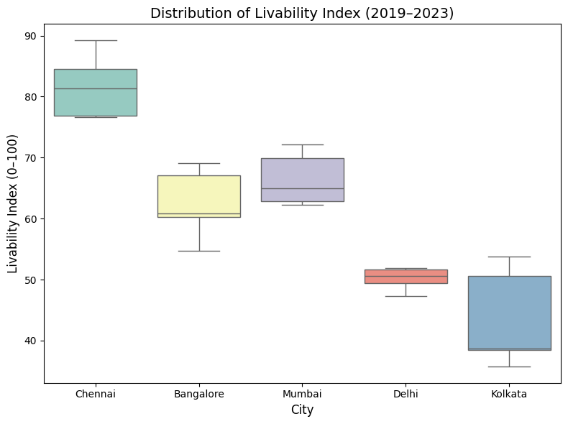 Distribution of Livability Index (2019–2023)
Livability Index (0–100)
90
80
70
60
50
40
Chennai Bangalore Mumbai Delhi Kolkata
City